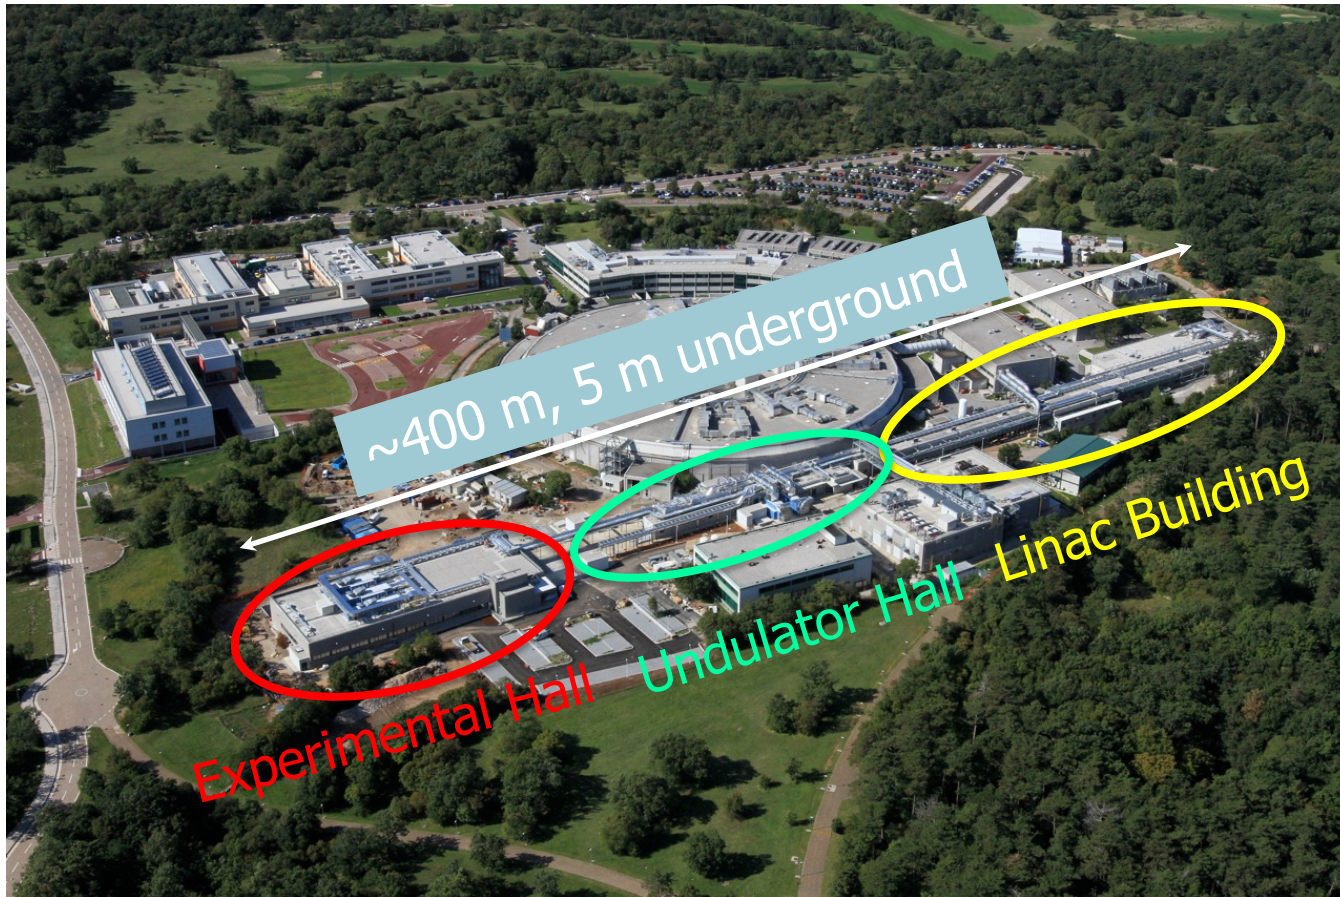 ~400 m, 5 m underground
Linac Building
Undulator Hall
Experimental Hall